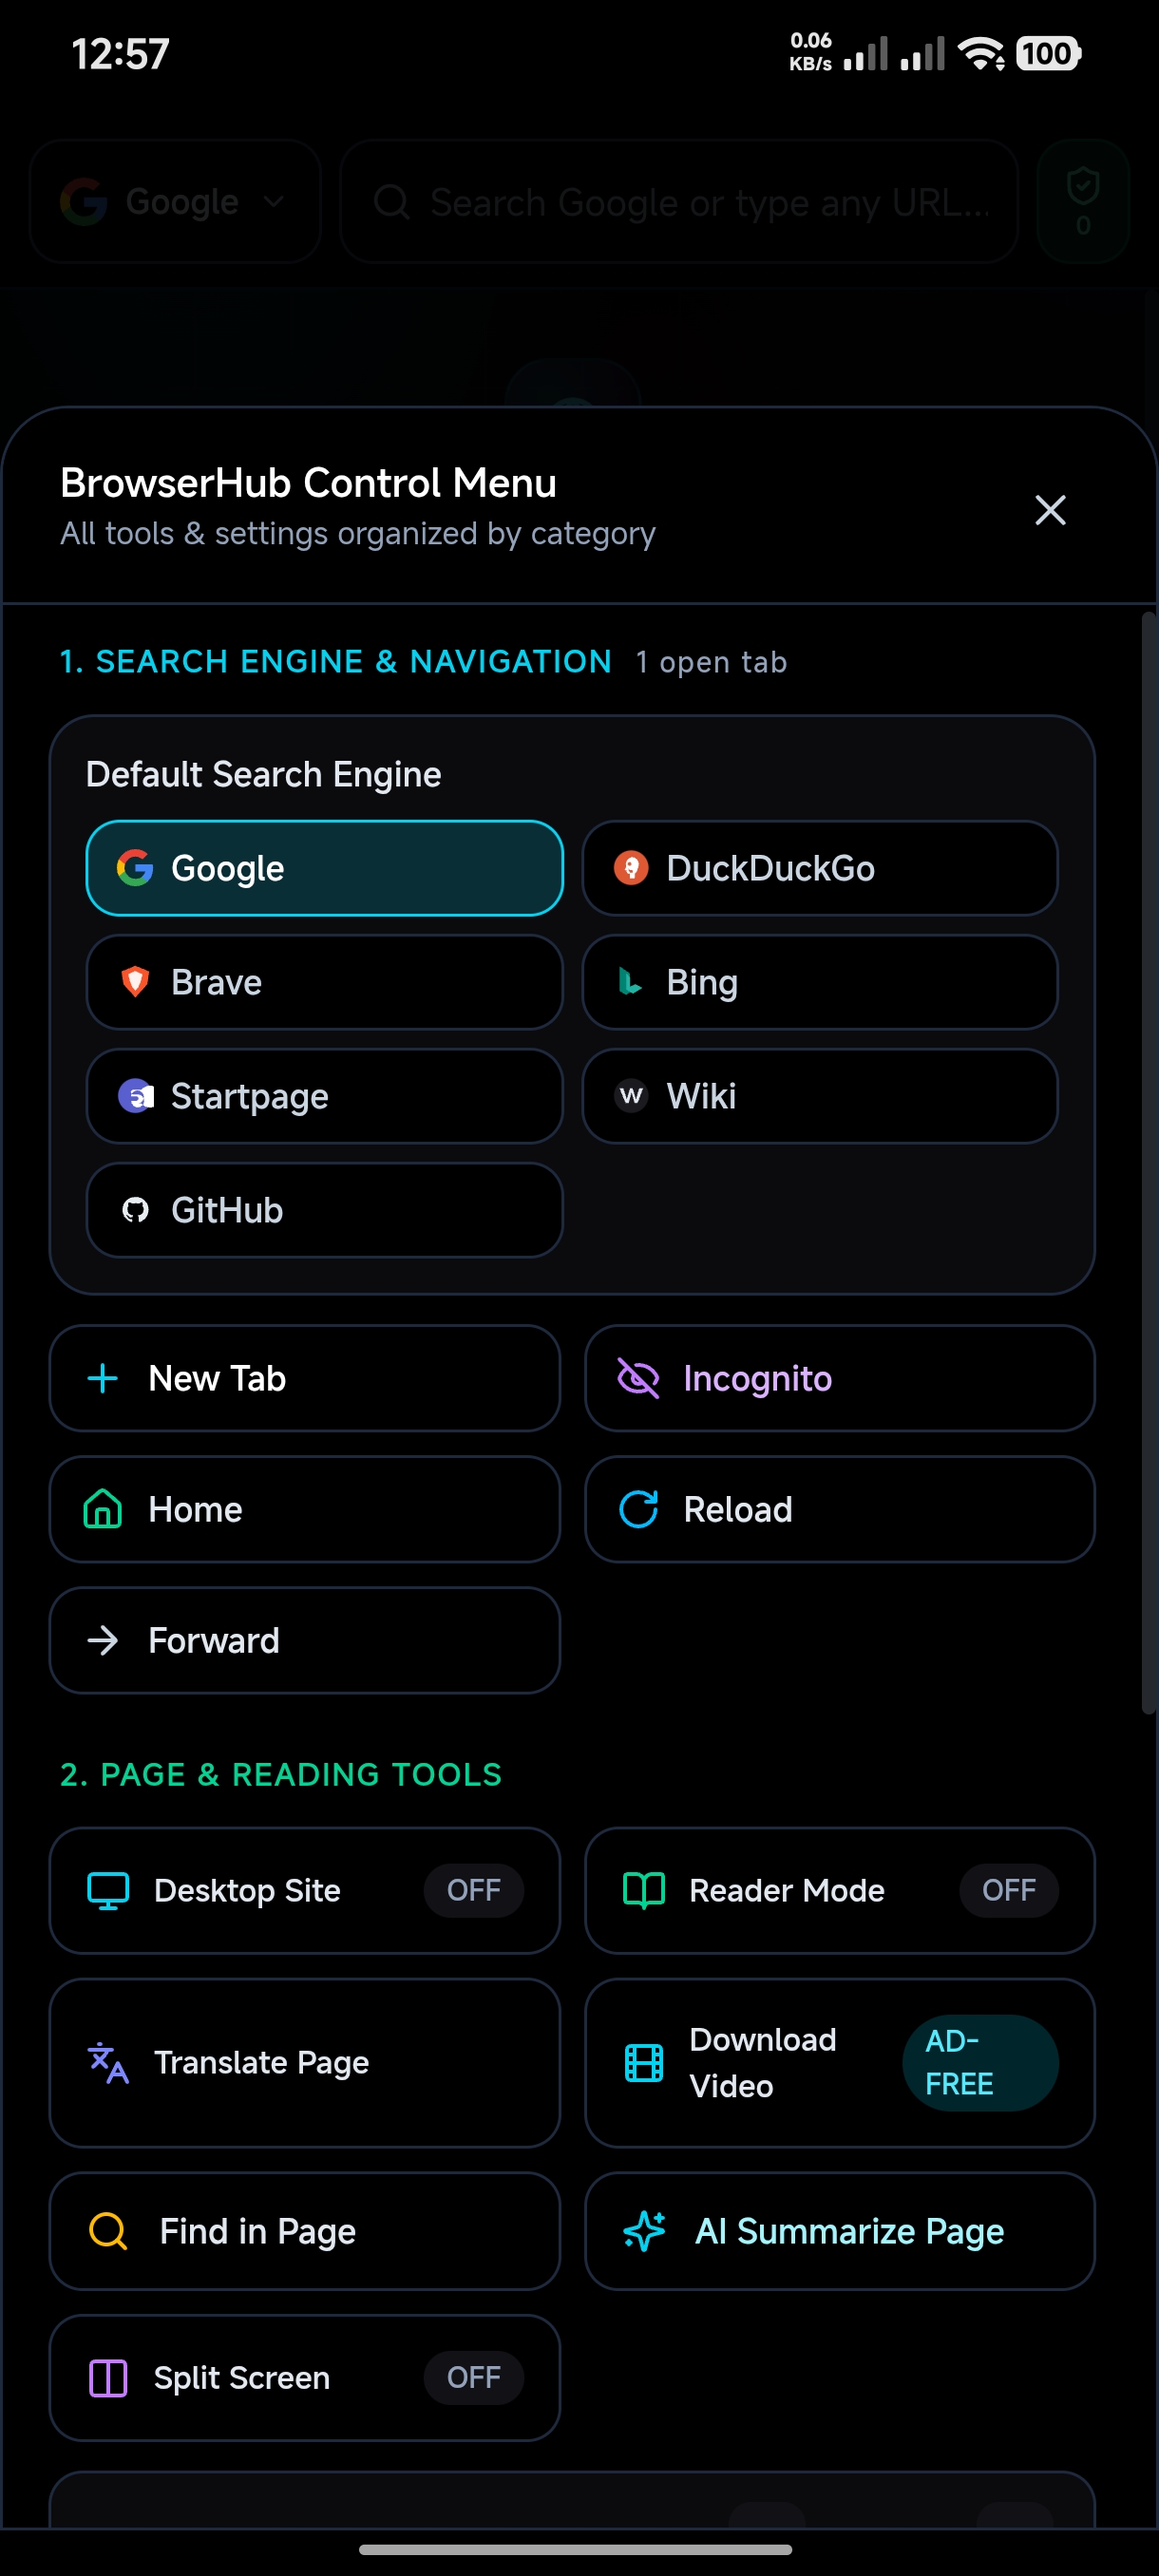 12:57
0.06
KB/s
100
Google
Search Google or type any URL...
0
BrowserHub Control Menu
All tools & settings organized by category
1. SEARCH ENGINE & NAVIGATION 1 open tab
Default Search Engine
Google
DuckDuckGo
Brave
Bing
Startpage
W Wiki
GitHub
New Tab
Incognito
Home
Reload
Forward
2. PAGE & READING TOOLS
Desktop Site OFF
Reader Mode OFF
Translate Page
Download
Video
AD-
FREE
Find in Page
AI Summarize Page
Split Screen OFF